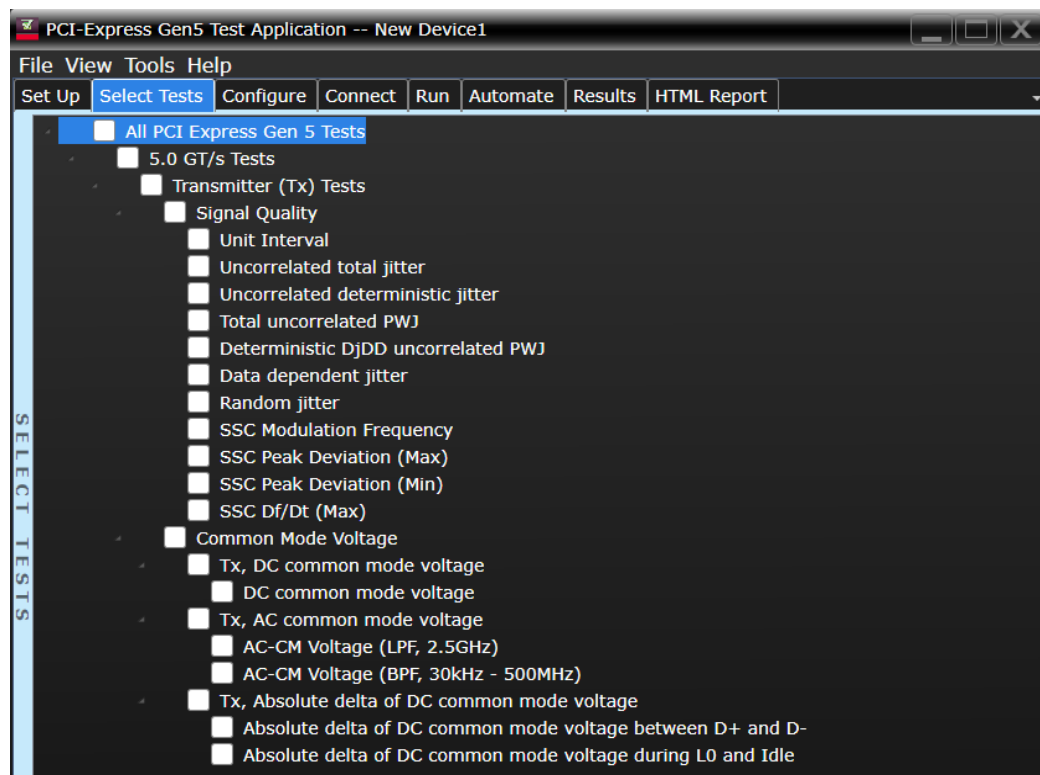 PCI-Express Gen5 Test Application -- New Device1
File View Tools Help
Set Up Select Tests Configure Connect Run Automate Results HTML Report
SELECT TESTS
All PCI Express Gen 5 Tests
5.0 GT/s Tests
Transmitter (Tx) Tests
Signal Quality
Unit Interval
Uncorrelated total jitter
Uncorrelated deterministic jitter
Total uncorrelated PWJ
Deterministic DjDD uncorrelated PWJ
Data dependent jitter
Random jitter
SSC Modulation Frequency
SSC Peak Deviation (Max)
SSC Peak Deviation (Min)
SSC Df/Dt (Max)
Common Mode Voltage
Tx, DC common mode voltage
DC common mode voltage
Tx, AC common mode voltage
AC-CM Voltage (LPF, 2.5GHz)
AC-CM Voltage (BPF, 30kHz - 500MHz)
Tx, Absolute delta of DC common mode voltage
Absolute delta of DC common mode voltage between D+ and D-
Absolute delta of DC common mode voltage during L0 and Idle